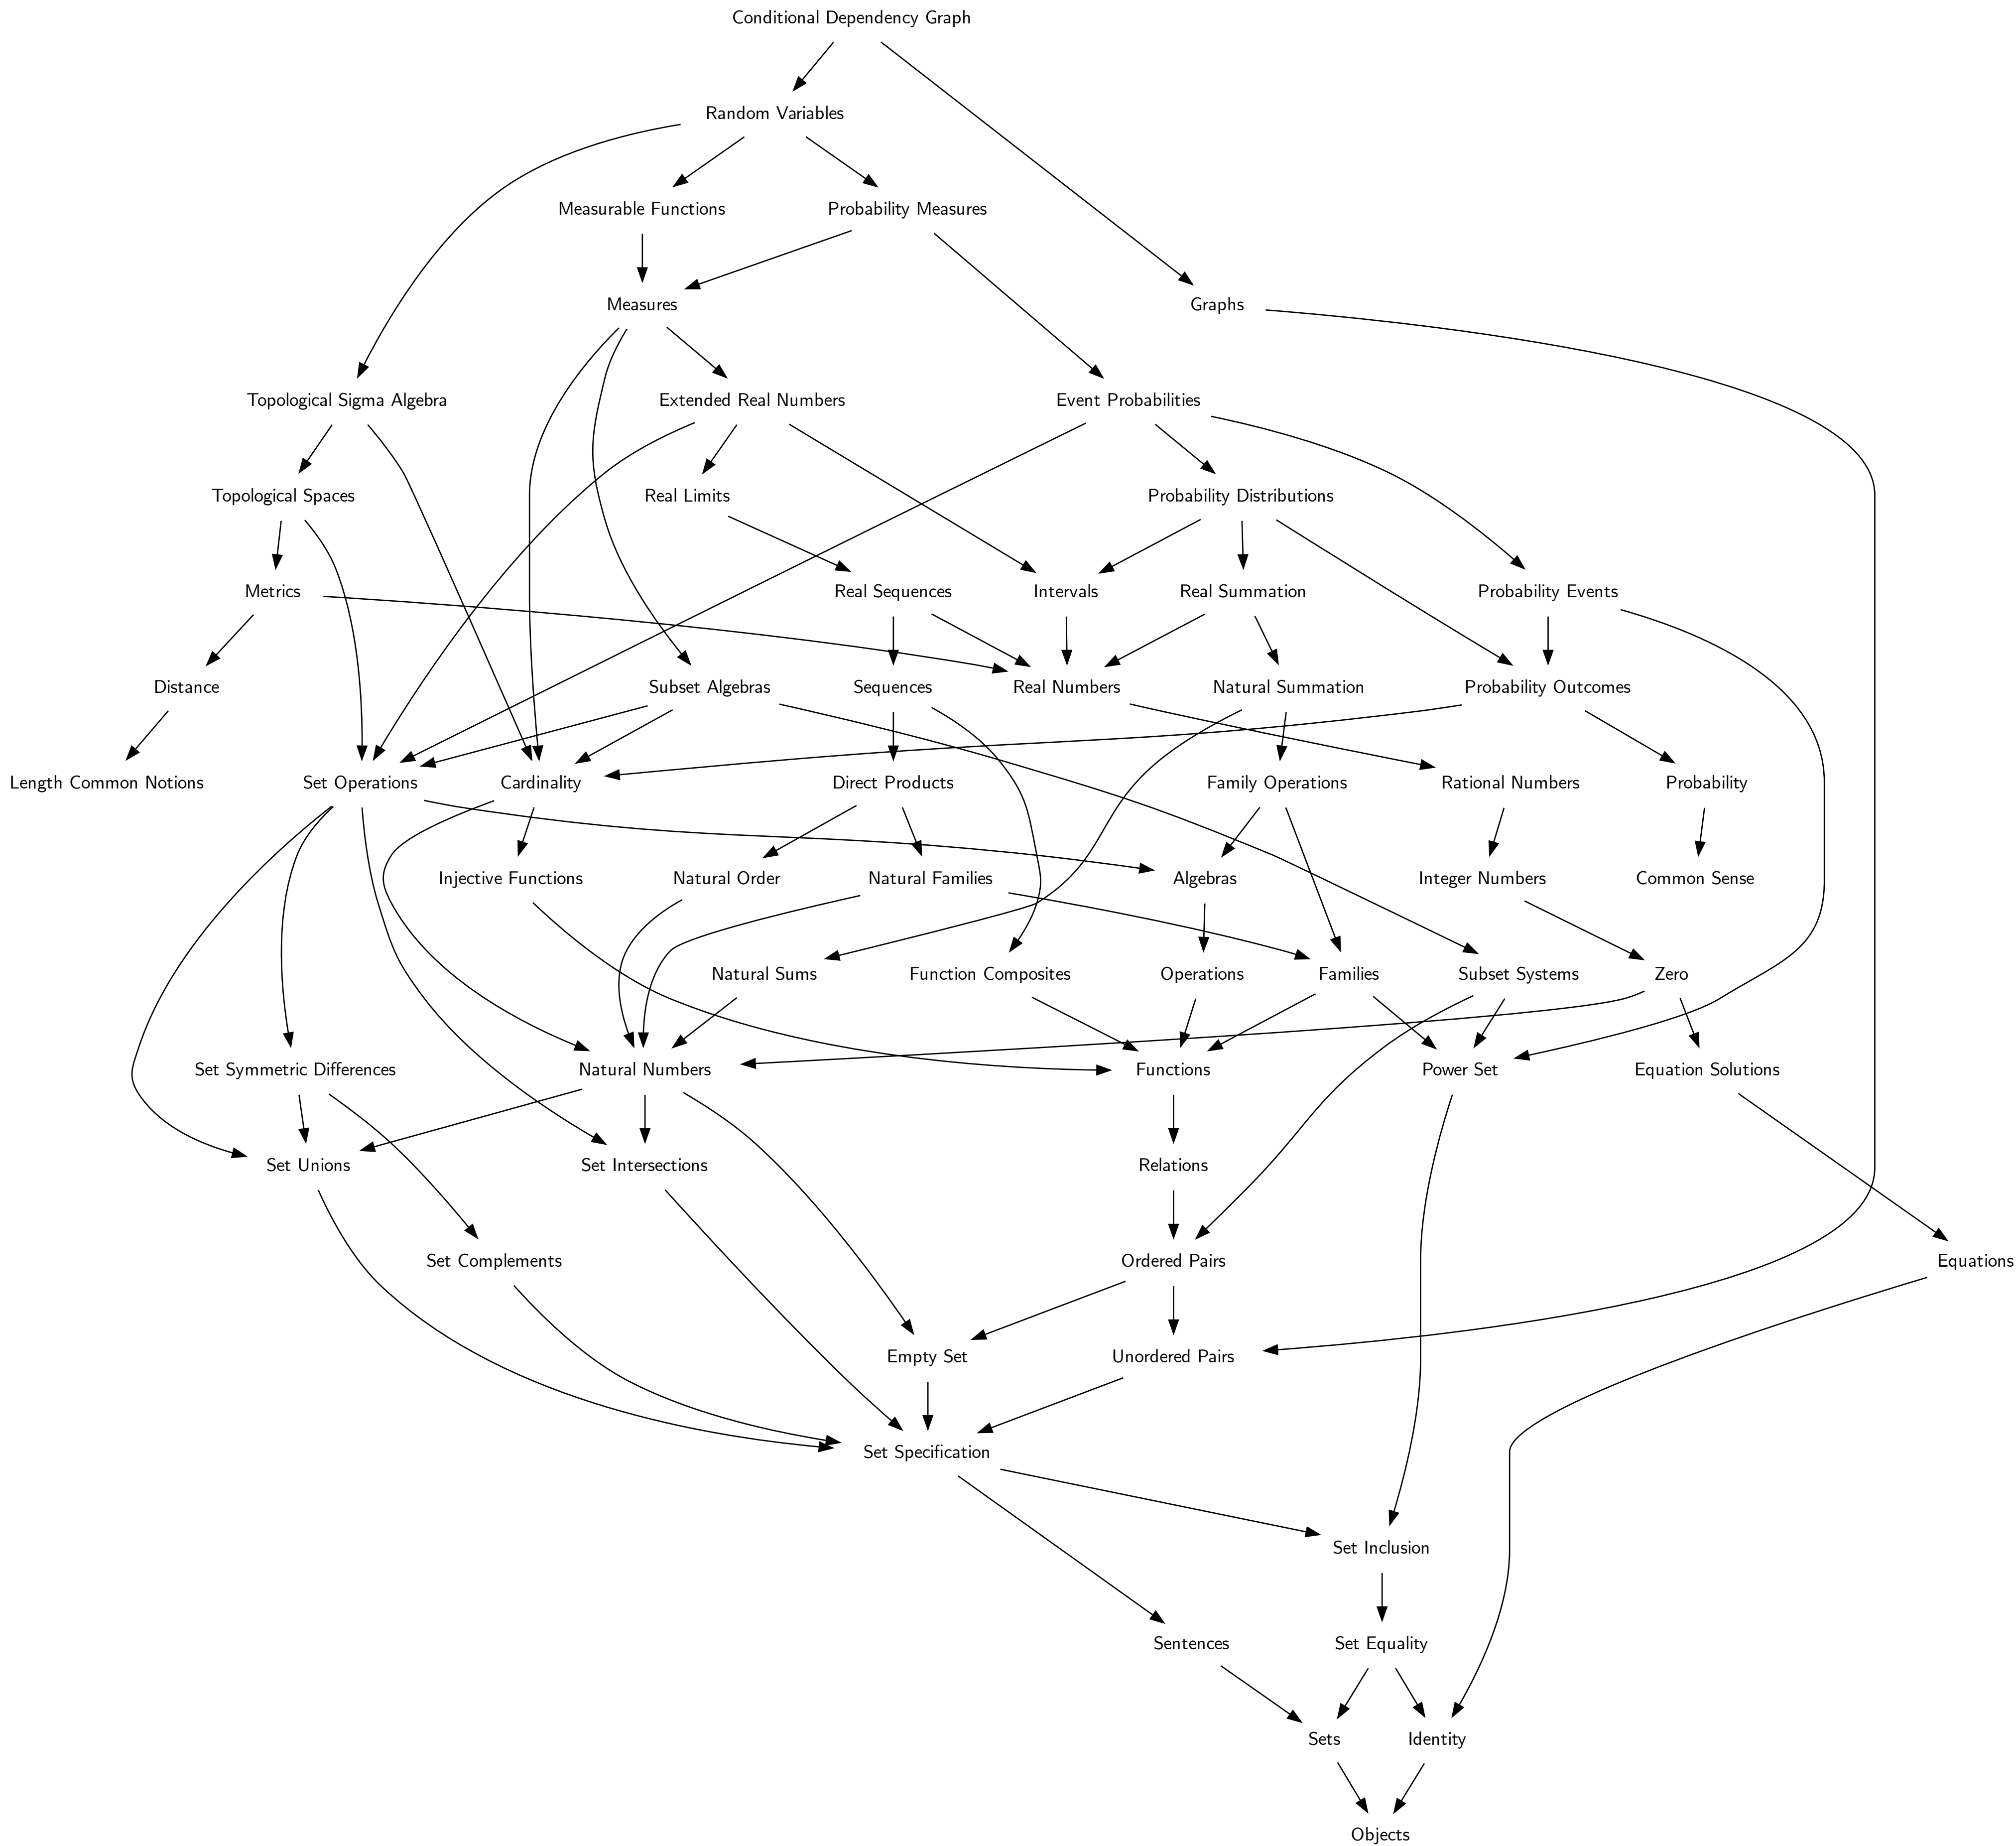 Conditional Dependency Graph
Random Variables
Measurable Functions
Probability Measures
Measures
Graphs
Topological Sigma Algebra
Extended Real Numbers
Event Probabilities
Topological Spaces
Real Limits
Probability Distributions
Metrics
Real Sequences
Intervals
Real Summation
Probability Events
Distance
Subset Algebras
Sequences
Real Numbers
Natural Summation
Probability Outcomes
Length Common Notions
Set Operations
Cardinality
Direct Products
Family Operations
Rational Numbers
Probability
Injective Functions
Natural Order
Natural Families
Algebras
Integer Numbers
Common Sense
Natural Sums
Function Composites
Operations
Families
Subset Systems
Zero
Set Symmetric Differences
Natural Numbers
Functions
Power Set
Equation Solutions
Set Unions
Set Intersections
Relations
Set Complements
Ordered Pairs
Equations
Empty Set
Unordered Pairs
Set Specification
Set Inclusion
Sentences
Set Equality
Sets
Identity
Objects